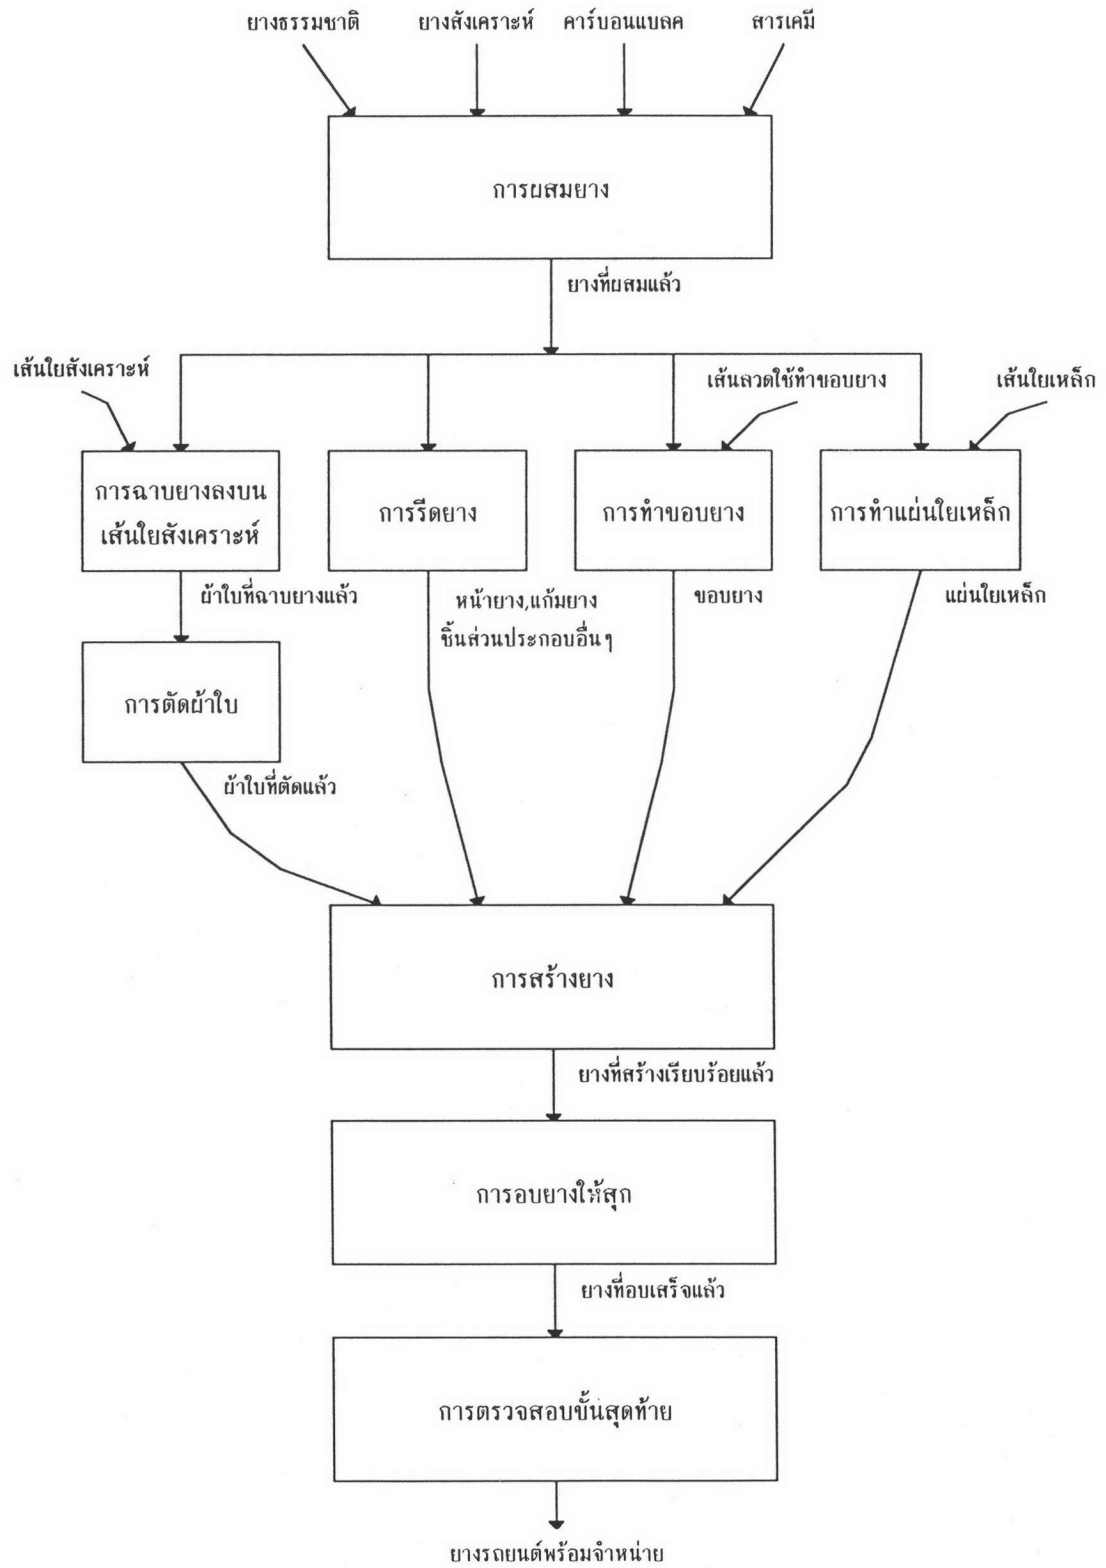 ยางธรรมชาติ ยางสังเคราะห์ คาร์บอนแบลค สารเคมี
การผสมยาง
ยางที่ผสมแล้ว
เส้นใยสังเคราะห์
เส้นลวดใช้ทำขอบยาง
เส้นใยเหล็ก
การฉาบยางลงบน
เส้นใยสังเคราะห์
การรีดยาง
การทำขอบยาง
การทำแผ่นใยเหล็ก
ผ้าใบที่ฉาบยางแล้ว
หน้ายาง,แก้มยาง
ชิ้นส่วนประกอบอื่นๆ
ขอบยาง
แผ่นใยเหล็ก
การตัดผ้าใบ
ผ้าใบที่ตัดแล้ว
การสร้างยาง
ยางที่สร้างเรียบร้อยแล้ว
การอบยางให้สุก
ยางที่อบเสร็จแล้ว
การตรวจสอบขั้นสุดท้าย
ยางรถยนต์พร้อมจำหน่าย